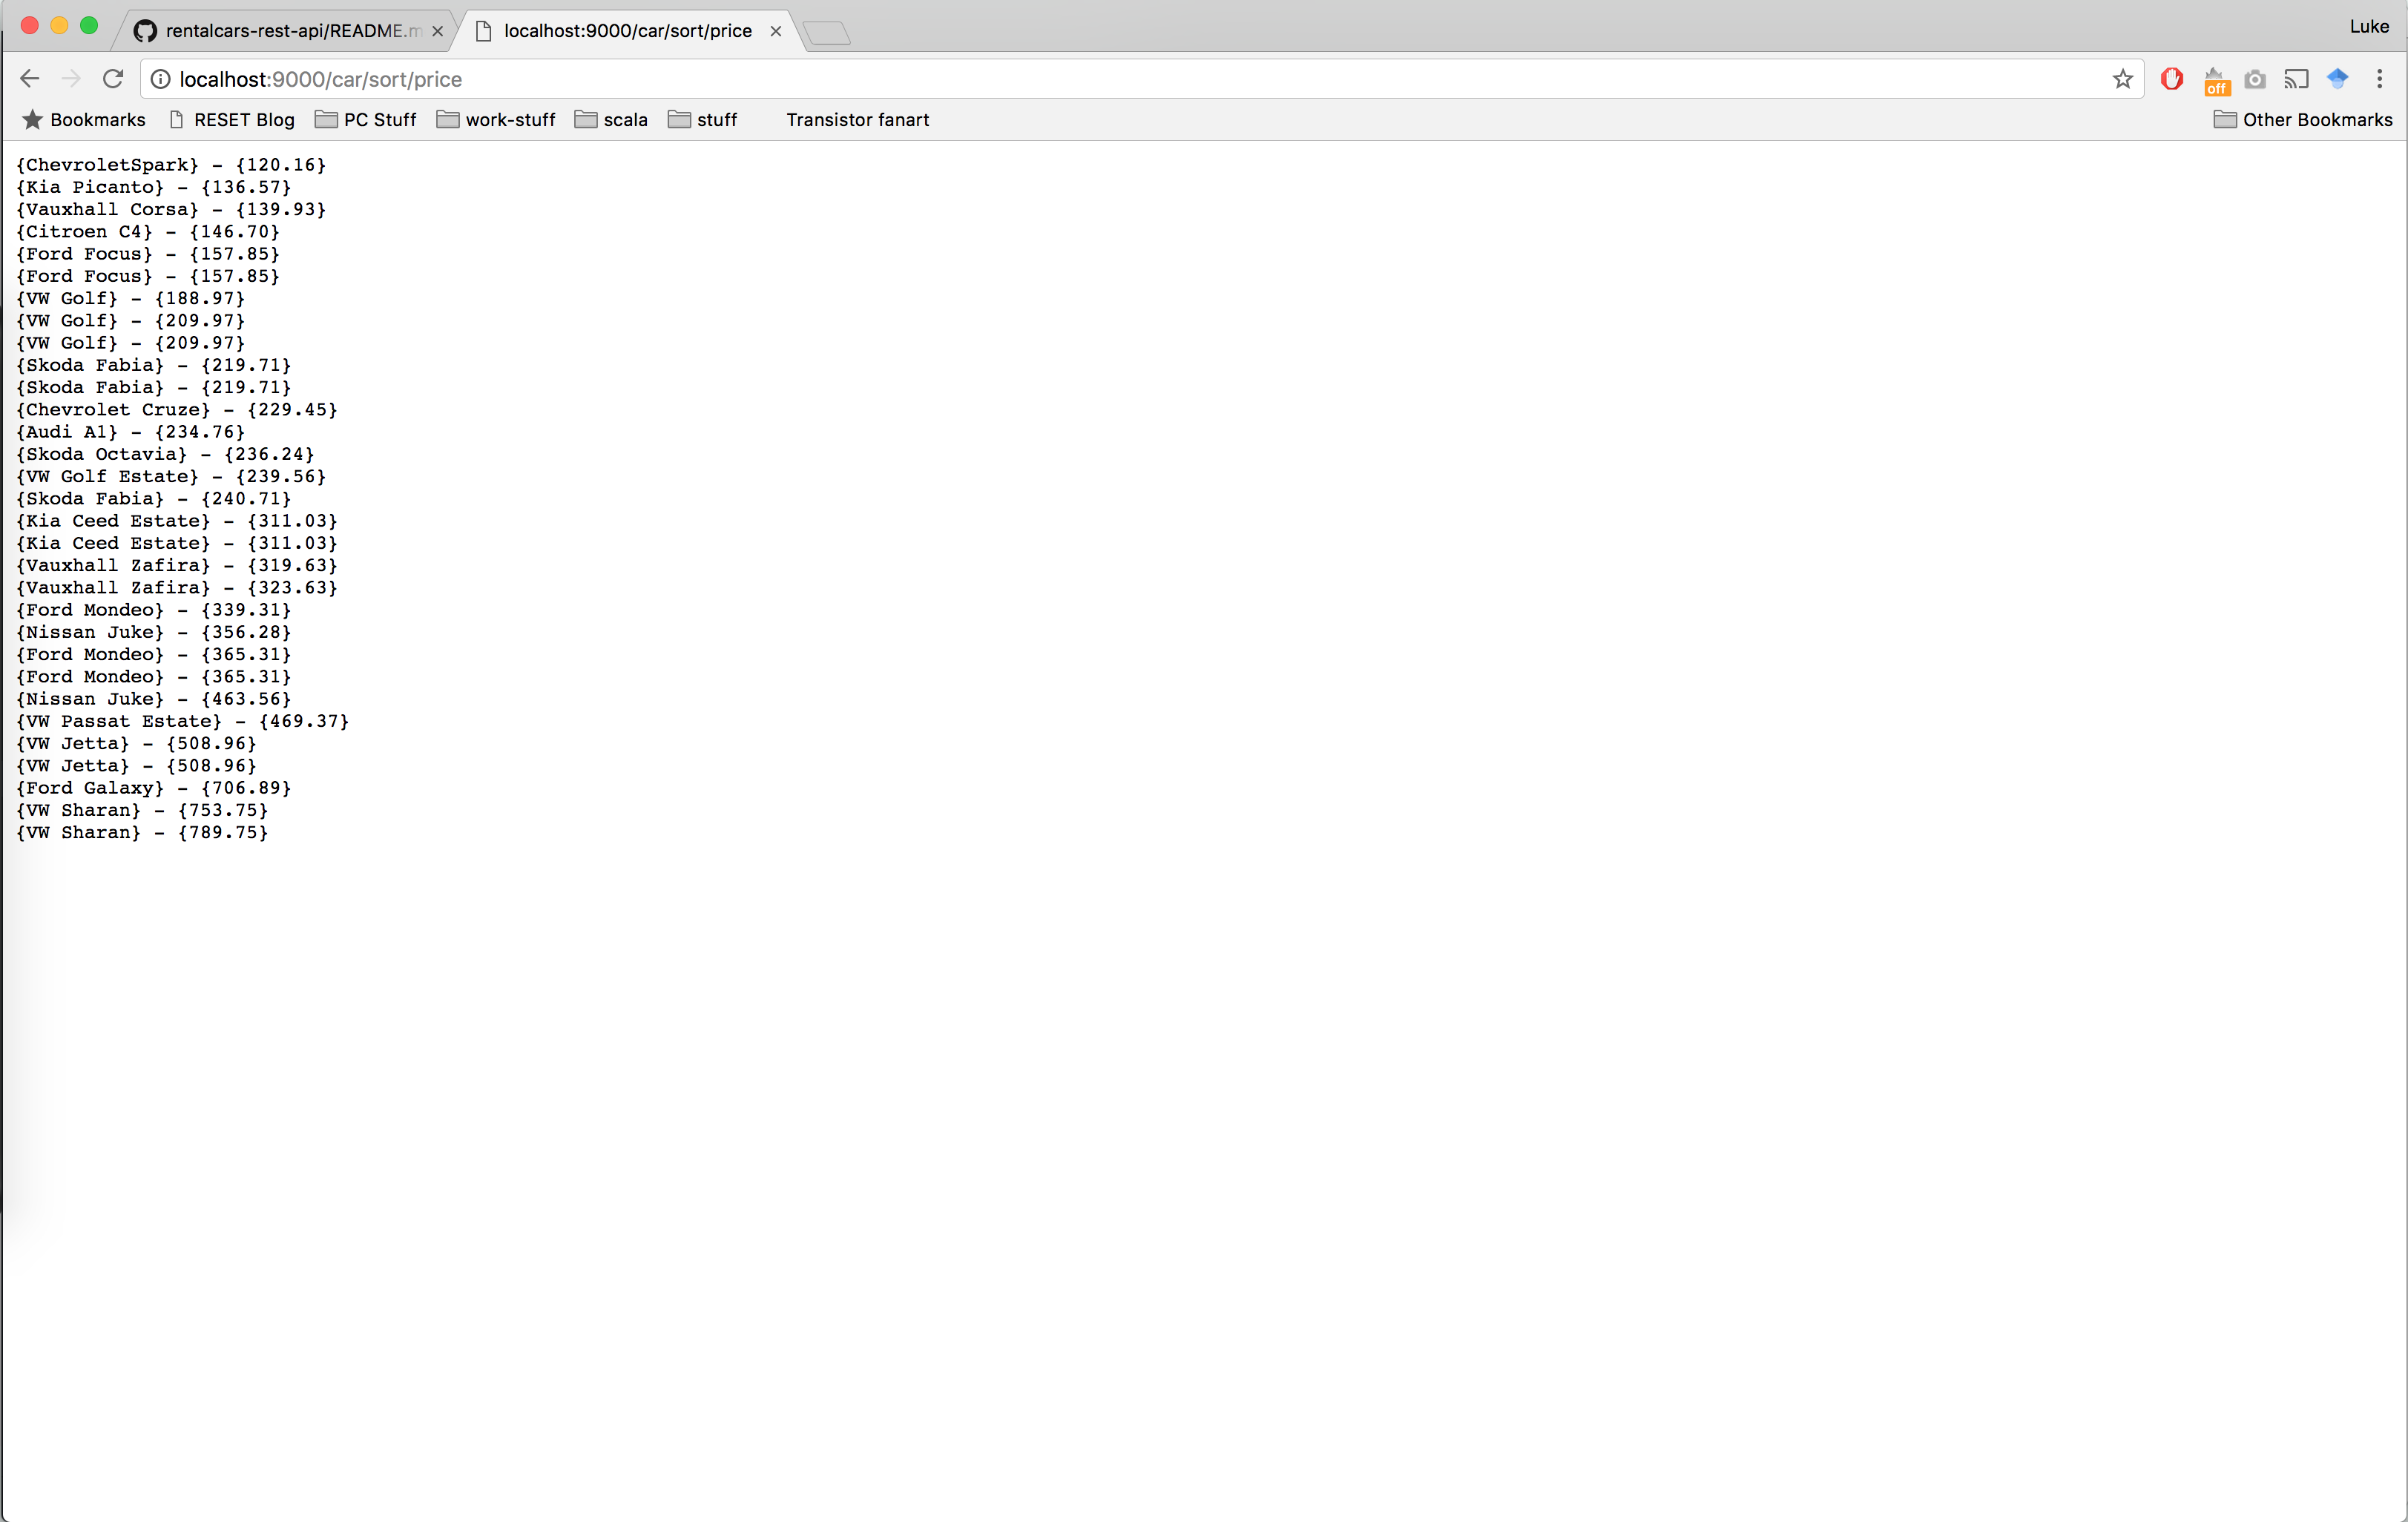 rentalcars-rest-api/README.m
localhost:9000/car/sort/price
Luke
localhost:9000/car/sort/price
off
Bookmarks RESET Blog PC Stuff work-stuff scala stuff Transistor fanart Other Bookmarks
{ChevroletSpark} - {120.16}
{Kia Picanto} - {136.57}
{Vauxhall Corsa} - {139.93}
{Citroen C4} - {146.70}
{Ford Focus} - {157.85}
{Ford Focus} - {157.85}
{VW Golf} - {188.97}
{VW Golf} - {209.97}
{VW Golf} - {209.97}
{Skoda Fabia} - {219.71}
{Skoda Fabia} - {219.71}
{Chevrolet Cruze} - {229.45}
{Audi A1} - {234.76}
{Skoda Octavia} - {236.24}
{VW Golf Estate} - {239.56}
{Skoda Fabia} - {240.71}
{Kia Ceed Estate} - {311.03}
{Kia Ceed Estate} - {311.03}
{Vauxhall Zafira} - {319.63}
{Vauxhall Zafira} - {323.63}
{Ford Mondeo} - {339.31}
{Nissan Juke} - {356.28}
{Ford Mondeo} - {365.31}
{Ford Mondeo} - {365.31}
{Nissan Juke} - {463.56}
{VW Passat Estate} - {469.37}
{VW Jetta} - {508.96}
{VW Jetta} - {508.96}
{Ford Galaxy} - {706.89}
{VW Sharan} - {753.75}
{VW Sharan} - {789.75}